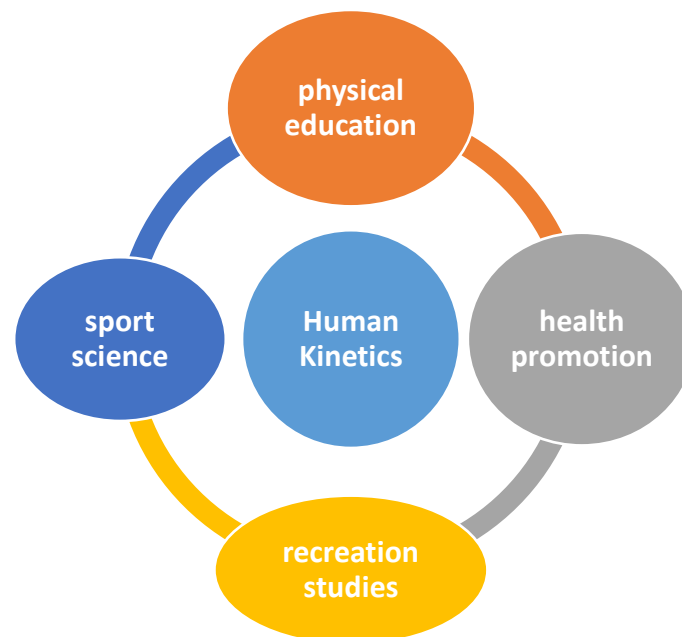 physical
education
sport
science
Human
Kinetics
health
promotion
recreation
studies